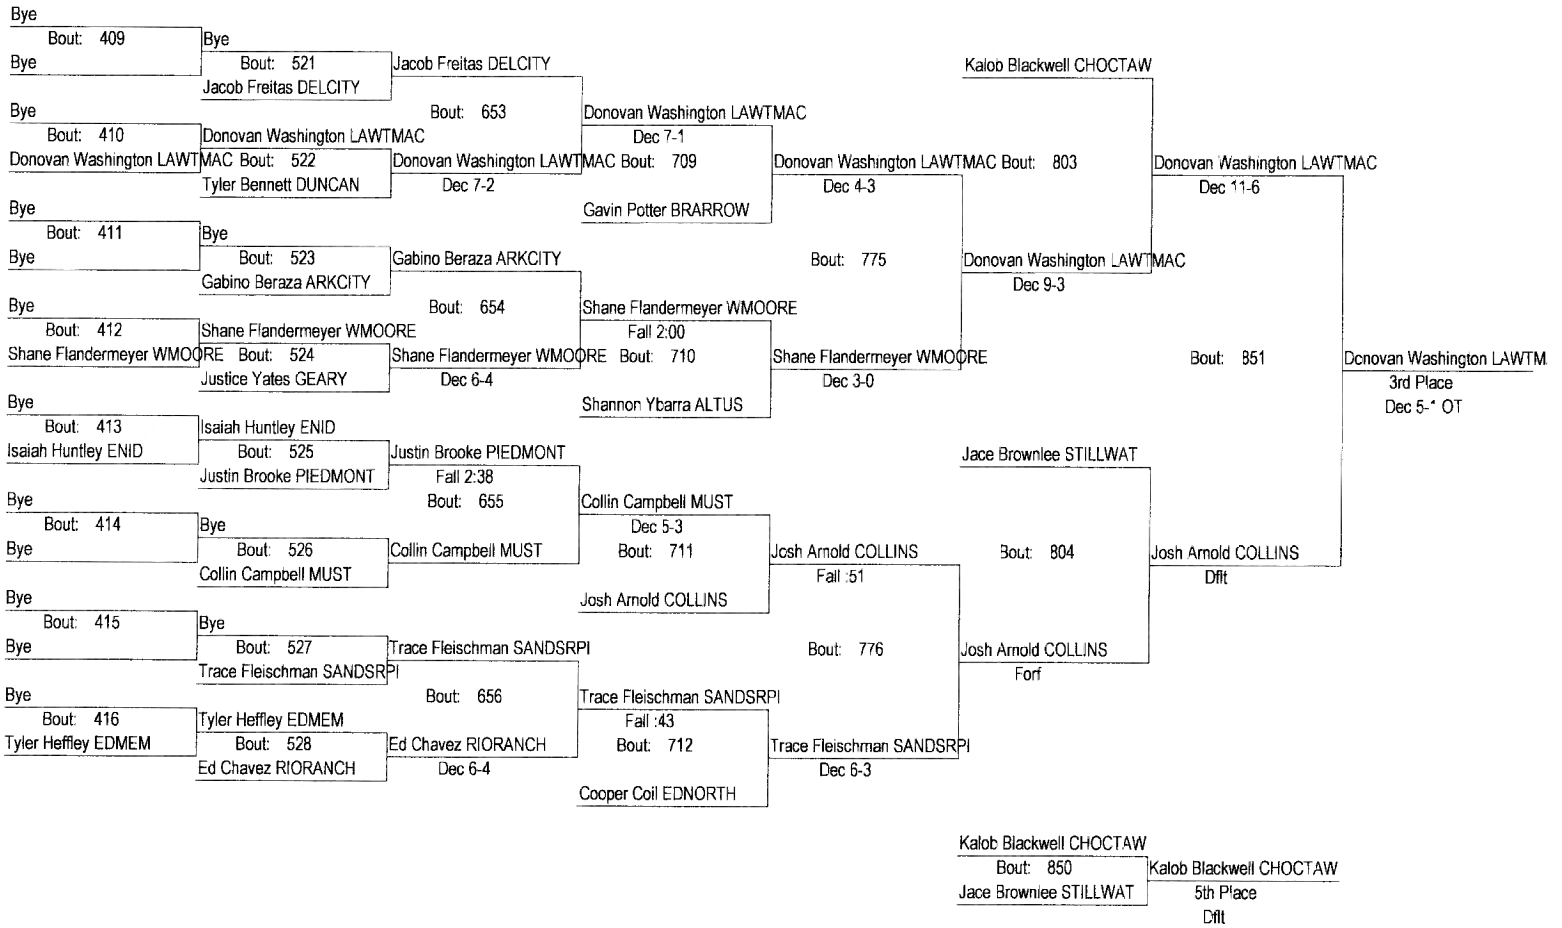 Bye
Bout: 409
Bye
Bye
Bout: 521
Jacob Freitas DELCITY
Jacob Freitas DELCITY
Bout: 653
Bye
Bout: 410
Donovan Washington LAWTMAC
Donovan Washington LAWTMAC
Bout: 522
Tyler Bennett DUNCAN
Donovan Washington LAWTMAC
Dec 7-2
Donovan Washington LAWTMAC
Dec 7-1
Bout: 709
Gavin Potter BRARROW
Donovan Washington LAWTMAC
Dec 4-3
Bye
Bout: 411
Bye
Bye
Bout: 523
Gabino Beraza ARKCITY
Gabino Beraza ARKCITY
Bout: 654
Bye
Bout: 412
Shane Flandermeyer WMOORE
Shane Flandermeyer WMOORE
Bout: 524
Justice Yates GEARY
Shane Flandermeyer WMOORE
Dec 6-4
Shane Flandermeyer WMOORE
Fall 2:00
Bout: 710
Shannon Ybarra ALTUS
Shane Flandermeyer WMOORE
Dec 3-0
Bout: 775
Kalob Blackwell CHOCTAW
Bout: 803
Donovan Washington LAWTMAC
Dec 9-3
Donovan Washington LAWTMAC
Dec 11-6
Bye
Bout: 413
Isaiah Huntley ENID
Isaiah Huntley ENID
Bout: 525
Justin Brooke PIEDMONT
Justin Brooke PIEDMONT
Fall 2:38
Bout: 655
Bye
Bout: 414
Bye
Bye
Bout: 526
Collin Campbell MUST
Collin Campbell MUST
Collin Campbell MUST
Dec 5-3
Bout: 711
Josh Arnold COLLINS
Josh Arnold COLLINS
Fall :51
Bye
Bout: 415
Bye
Bye
Bout: 527
Trace Fleischman SANDSRPI
Trace Fleischman SANDSRPI
Bout: 656
Bye
Bout: 416
Tyler Heffley EDMEM
Tyler Heffley EDMEM
Bout: 528
Ed Chavez RIORANCH
Ed Chavez RIORANCH
Dec 6-4
Trace Fleischman SANDSRPI
Fall :43
Bout: 712
Cooper Coil EDNORTH
Trace Fleischman SANDSRPI
Dec 6-3
Bout: 776
Jace Brownlee STILLWAT
Bout: 804
Josh Arnold COLLINS
Forf
Josh Arnold COLLINS
Dflt
Bout: 851
Donovan Washington LAWTM
3rd Place
Dec 5-1 OT
Kalob Blackwell CHOCTAW
Bout: 850
Jace Brownlee STILLWAT
Kalob Blackwell CHOCTAW
5th Place
Dflt